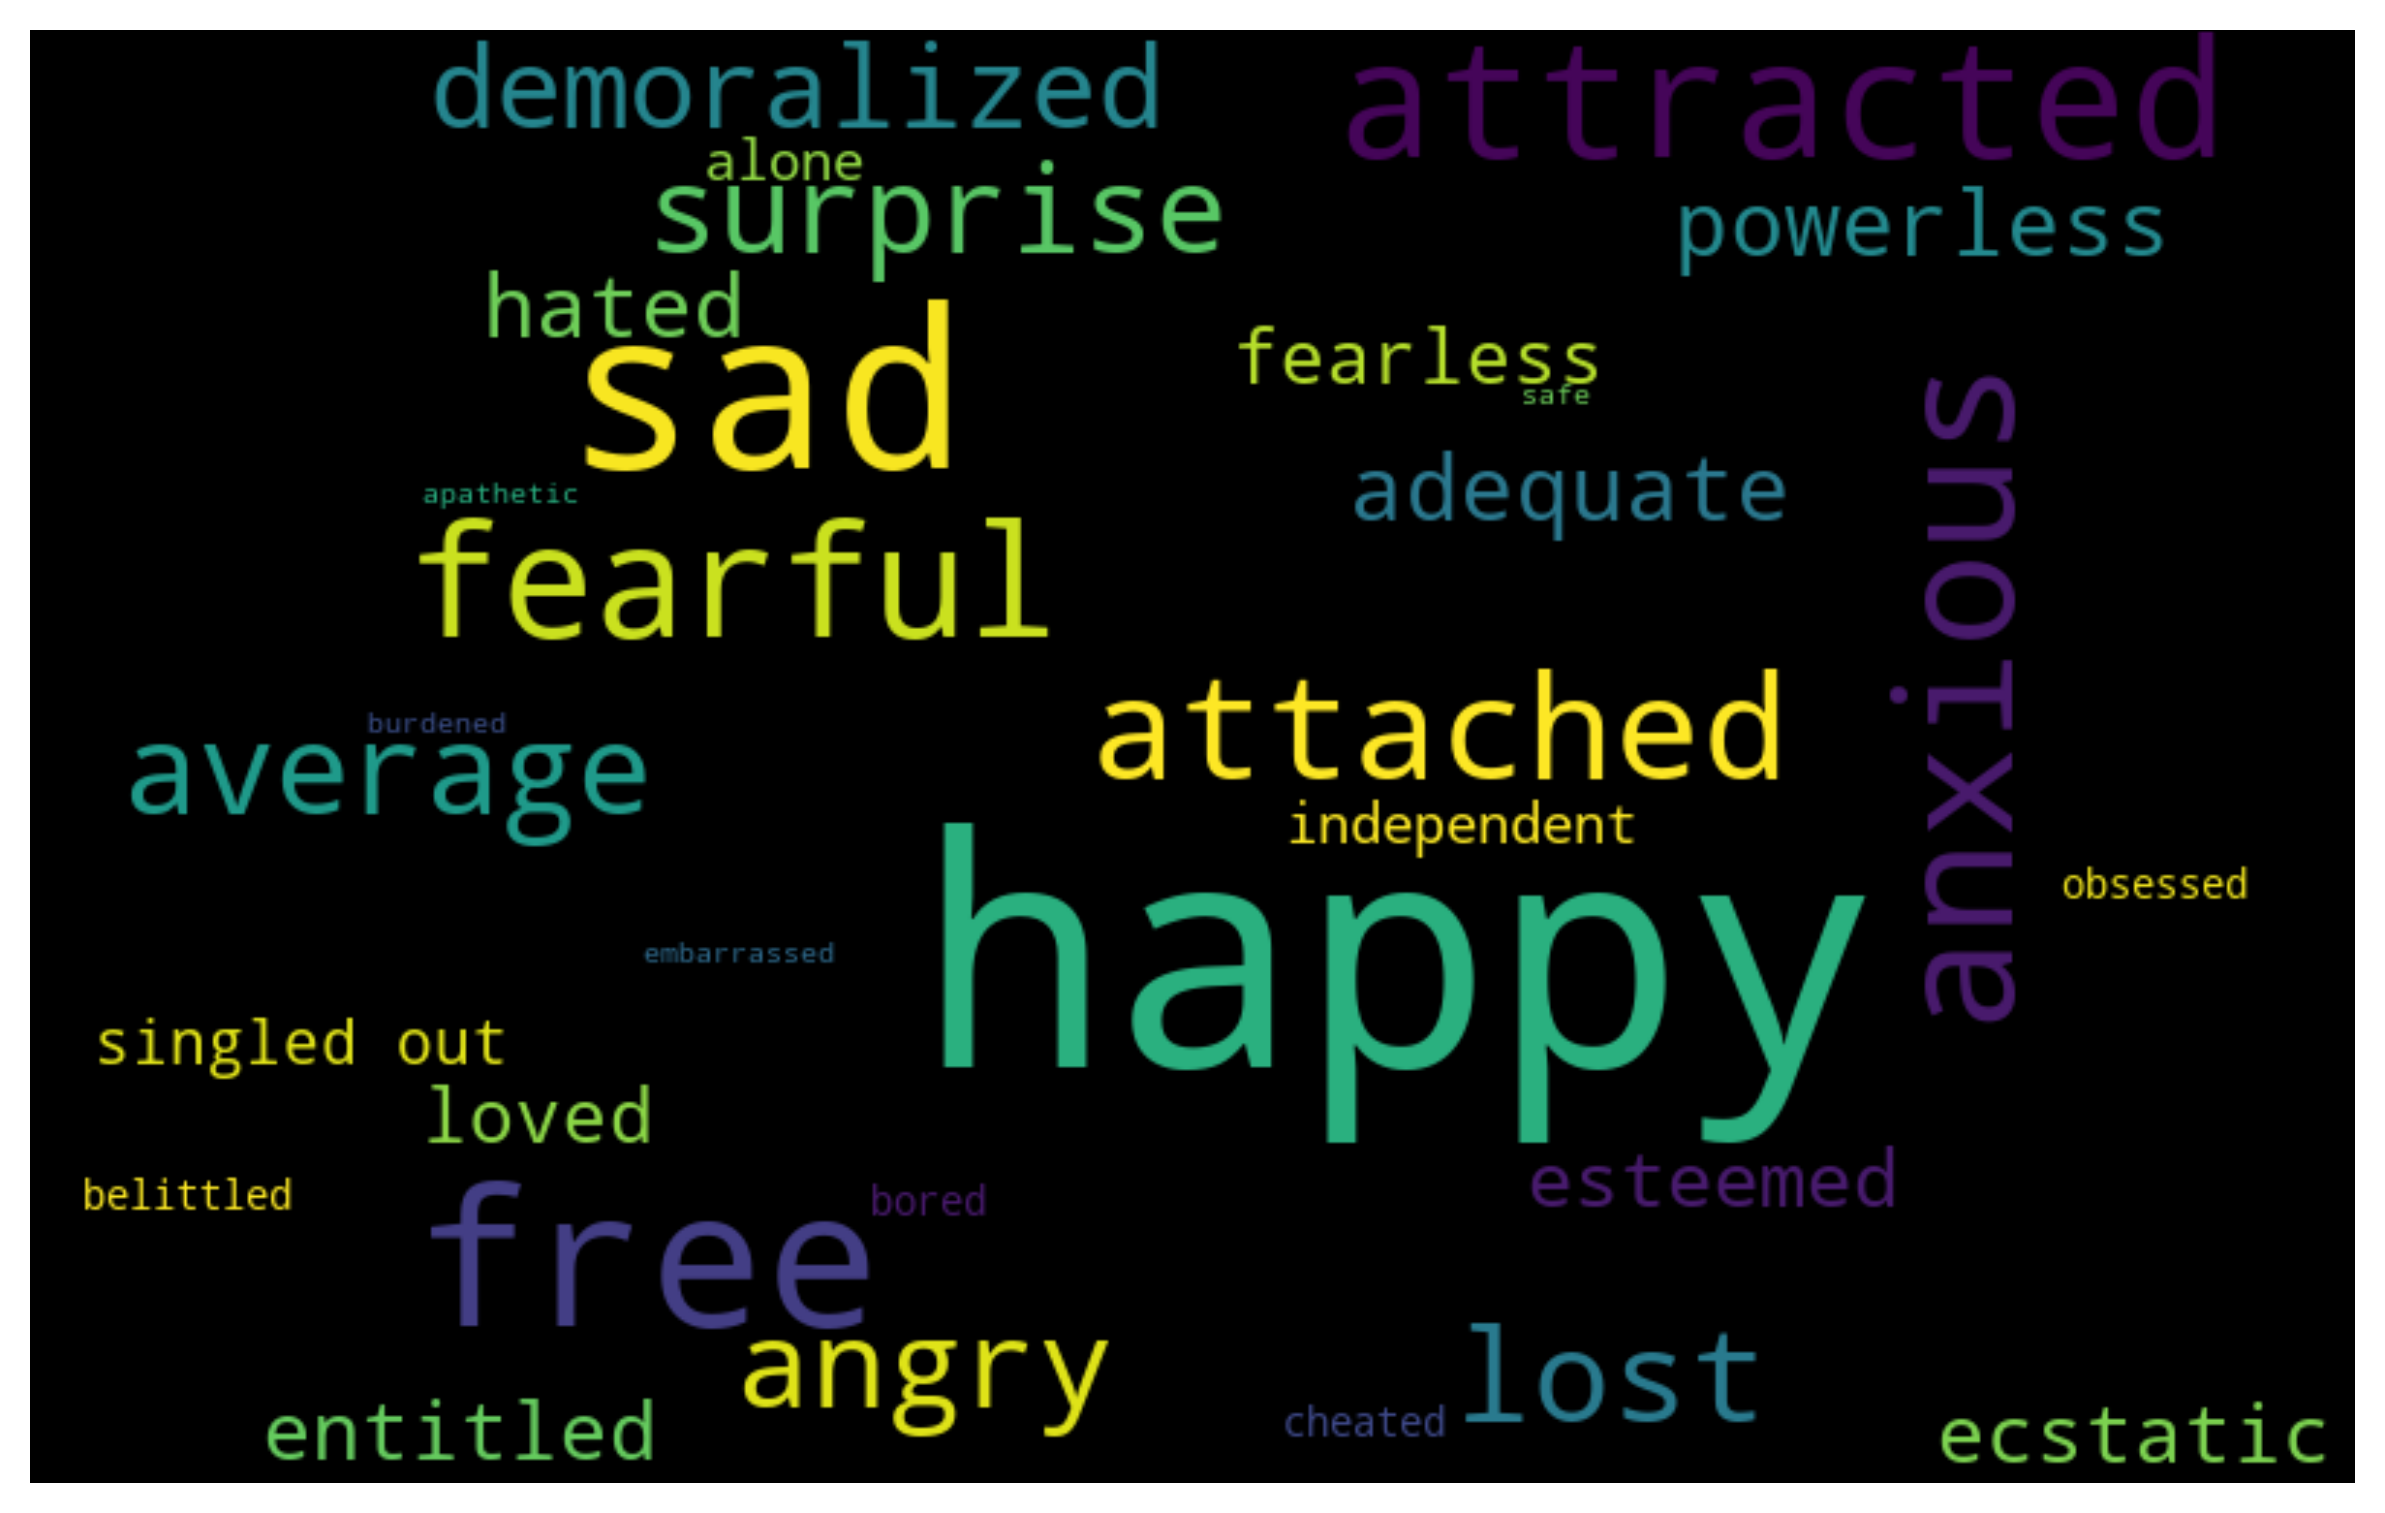 demoralized
attracted
alone
surprise
powerless
hated
sad
fearless
safe
apathetic
adequate
fearful
anxious
attached
burdened
average
independent
happy
obsessed
embarrassed
singled out
loved
belittled
free
bored
esteemed
angry
lost
entitled
cheated
ecstatic